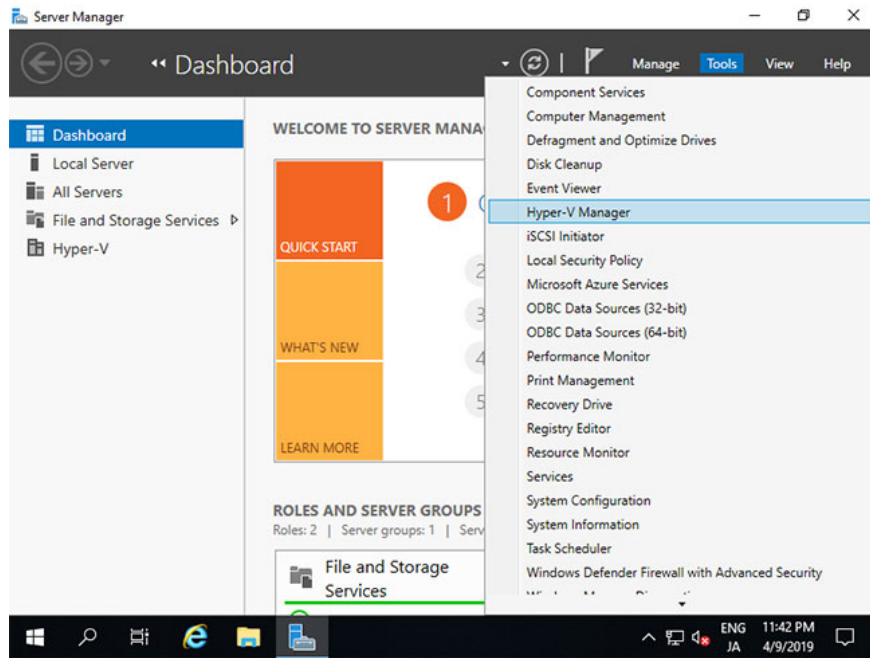 Server Manager
Dashboard
Manage Tools View Help
Dashboard
Local Server
All Servers
File and Storage Services
Hyper-V
WELCOME TO SERVER MANA
QUICK START
WHAT'S NEW
LEARN MORE
1
2
3
4
5
ROLES AND SERVER GROUPS
Roles: 2 | Server groups: 1 | Serv
File and Storage
Services
Component Services
Computer Management
Defragment and Optimize Drives
Disk Cleanup
Event Viewer
Hyper-V Manager
iSCSI Initiator
Local Security Policy
Microsoft Azure Services
ODBC Data Sources (32-bit)
ODBC Data Sources (64-bit)
Performance Monitor
Print Management
Recovery Drive
Registry Editor
Resource Monitor
Services
System Configuration
System Information
Task Scheduler
Windows Defender Firewall with Advanced Security
ENG
JA
11:42 PM
4/9/2019